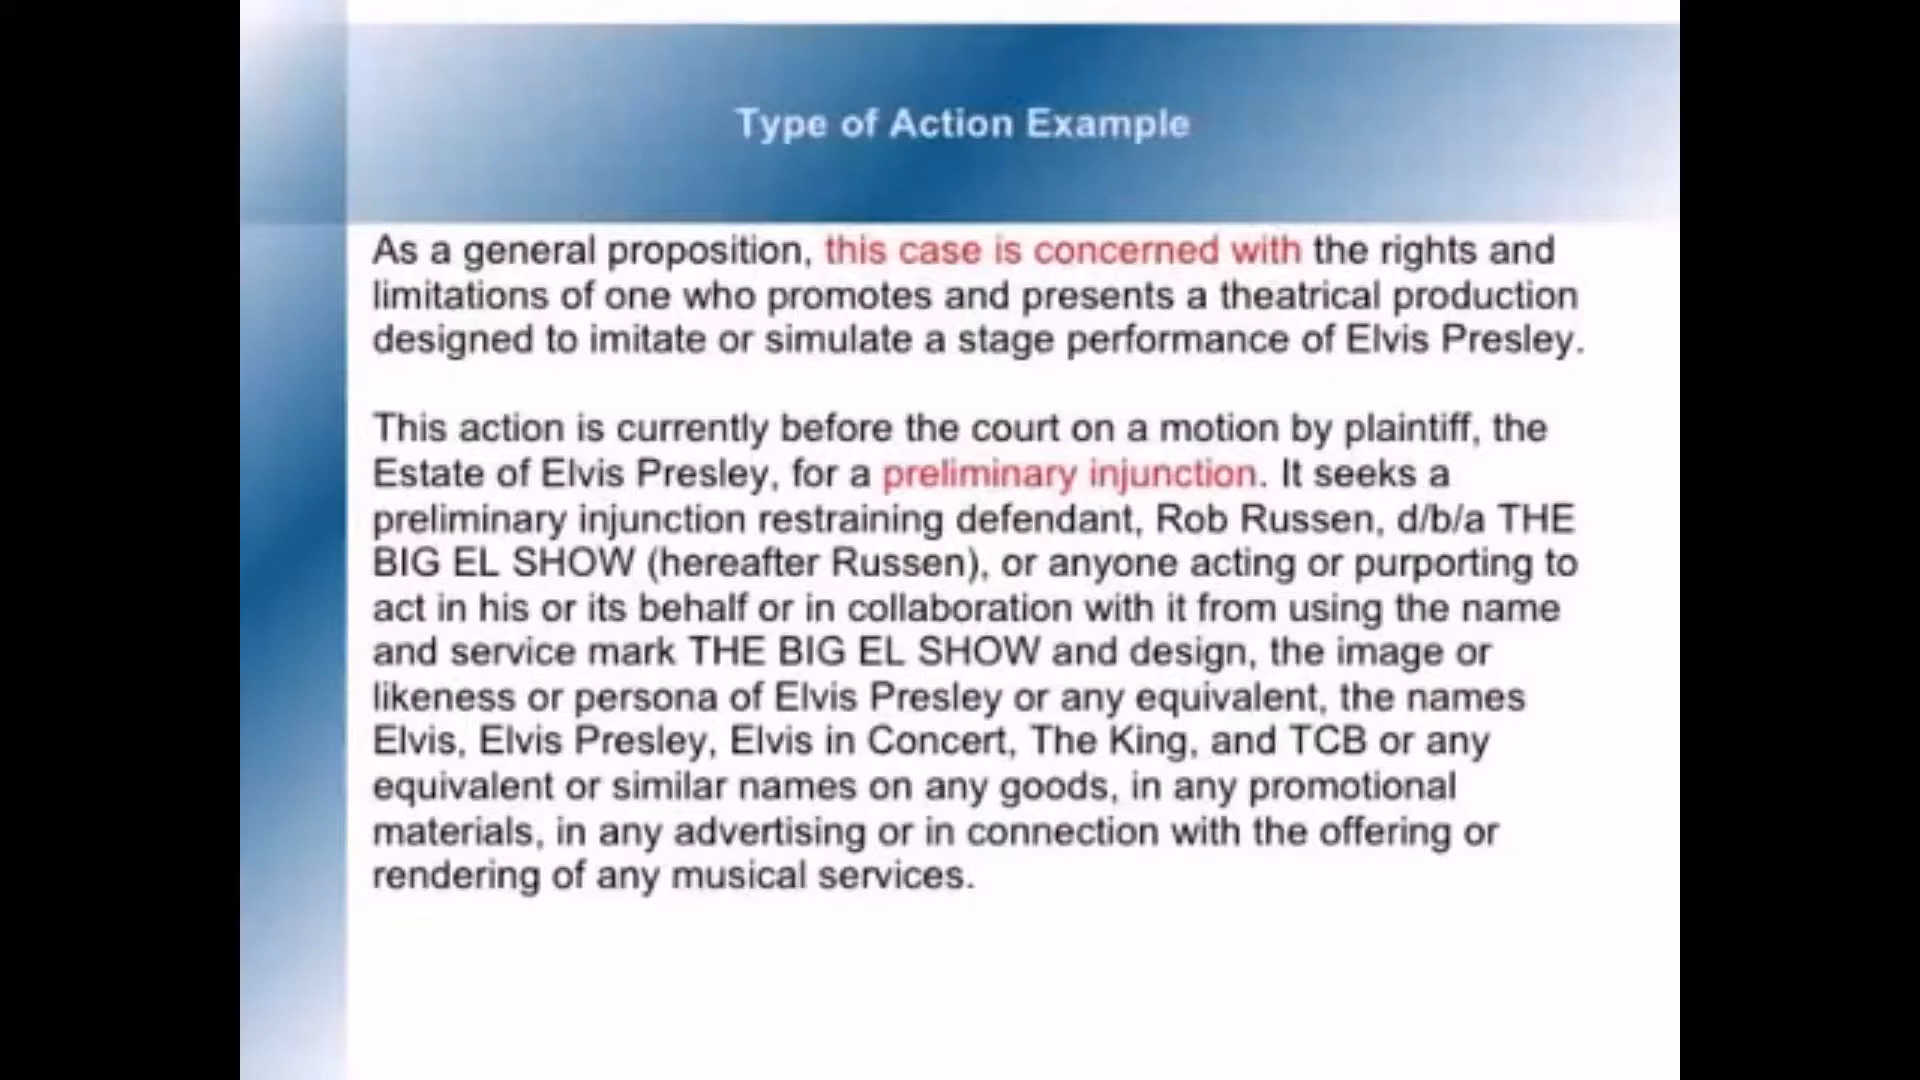 Type of Action Example
As a general proposition, this case is concerned with the rights and
limitations of one who promotes and presents a theatrical production
designed to imitate or simulate a stage performance of Elvis Presley.
This action is currently before the court on a motion by plaintiff, the
Estate of Elvis Presley, for a preliminary injunction. It seeks a
preliminary injunction restraining defendant, Rob Russen, d/b/a THE
BIG EL SHOW (hereafter Russen), or anyone acting or purporting to
act in his or its behalf or in collaboration with it from using the name
and service mark THE BIG EL SHOW and design, the image or
likeness or persona of Elvis Presley or any equivalent, the names
Elvis, Elvis Presley, Elvis in Concert, The King, and TCB or any
equivalent or similar names on any goods, in any promotional
materials, in any advertising or in connection with the offering or
rendering of any musical services.